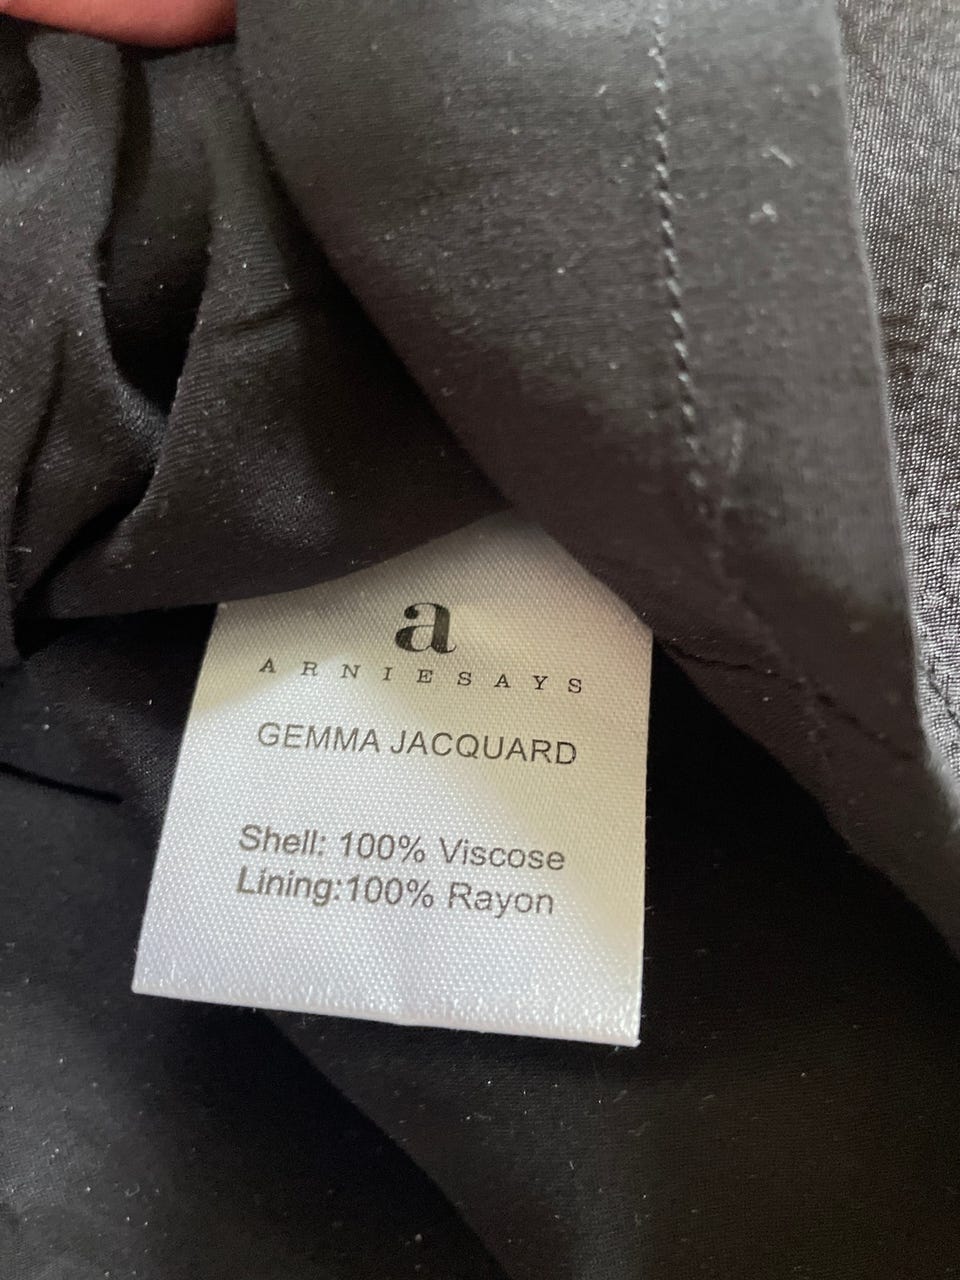 a
ARNIESAYS
GEMMA JACQUARD
Shell: 100% Viscose
Lining:100% Rayon